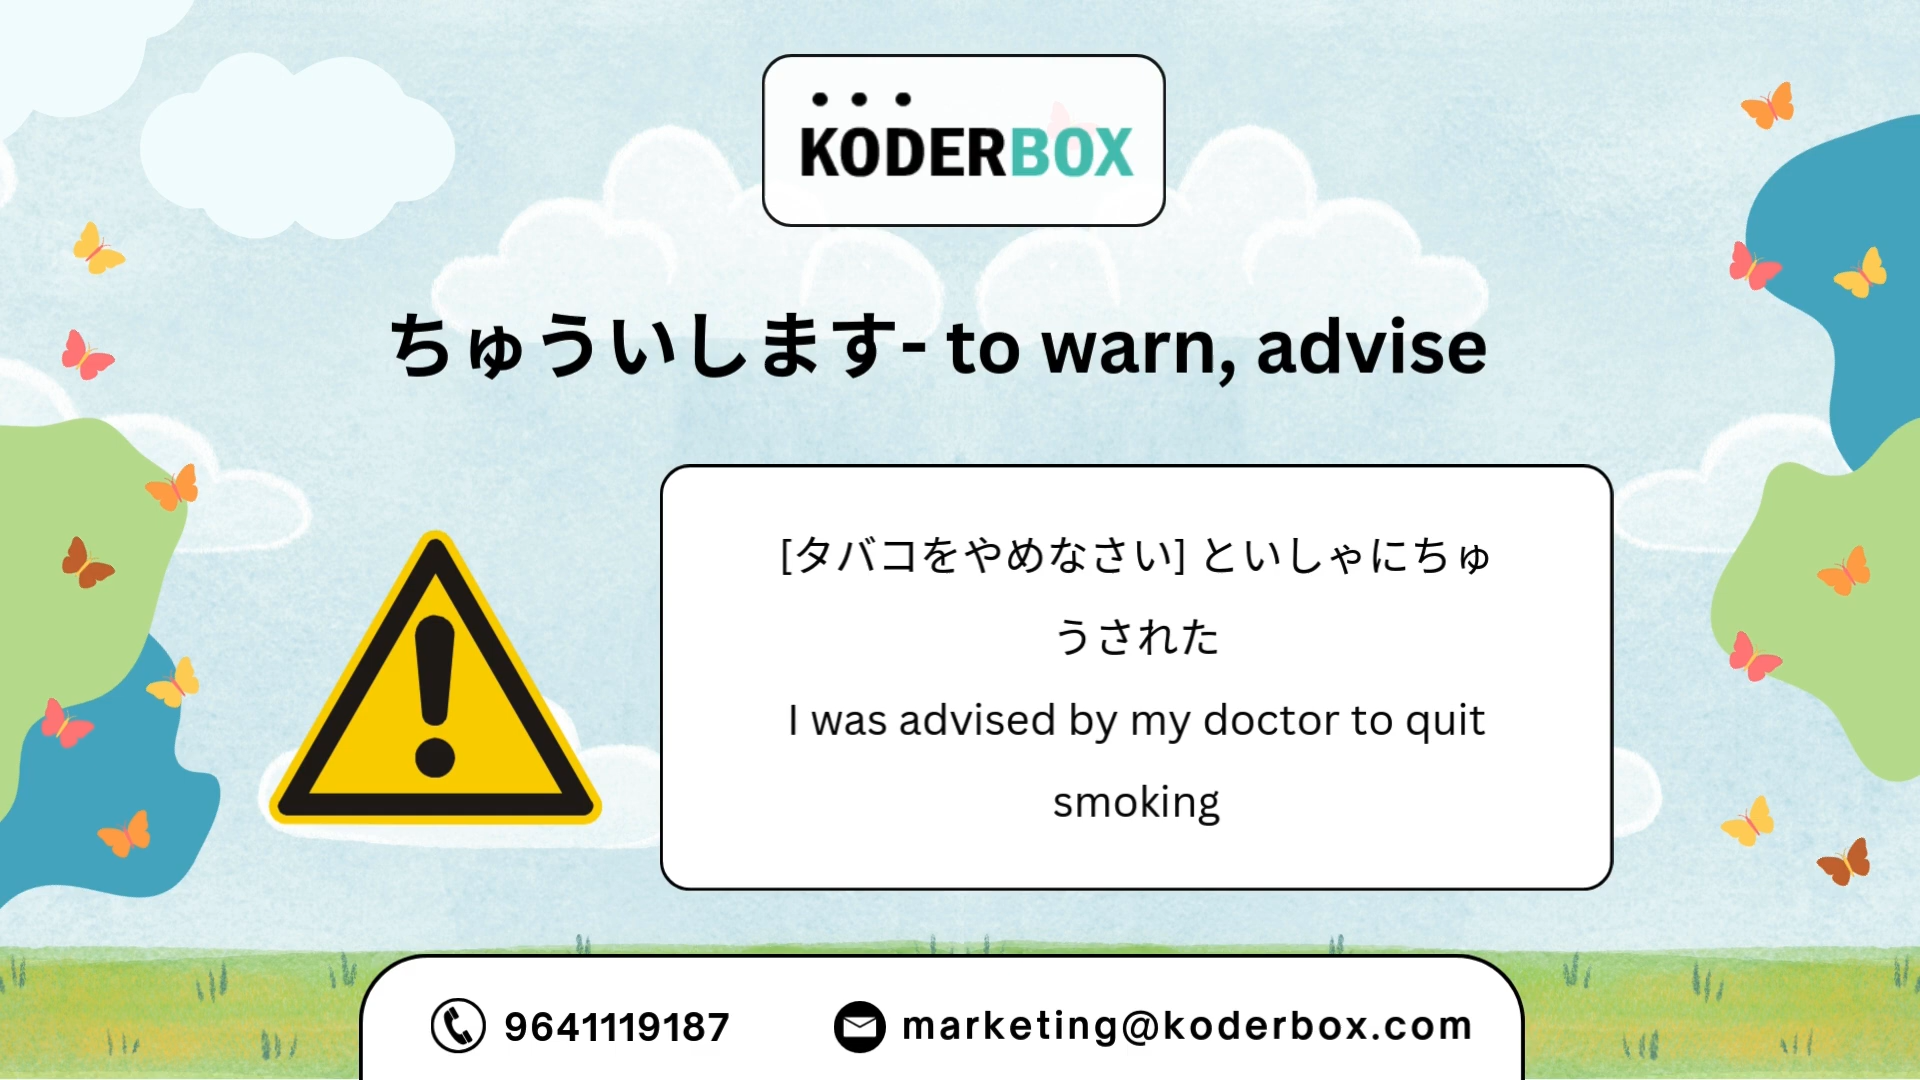 KODERBOX
ちゅういします- to warn, advise
[タバコをやめなさい] といしゃにちゅ
うされた
I was advised by my doctor to quit
smoking
9641119187
marketing@koderbox.com